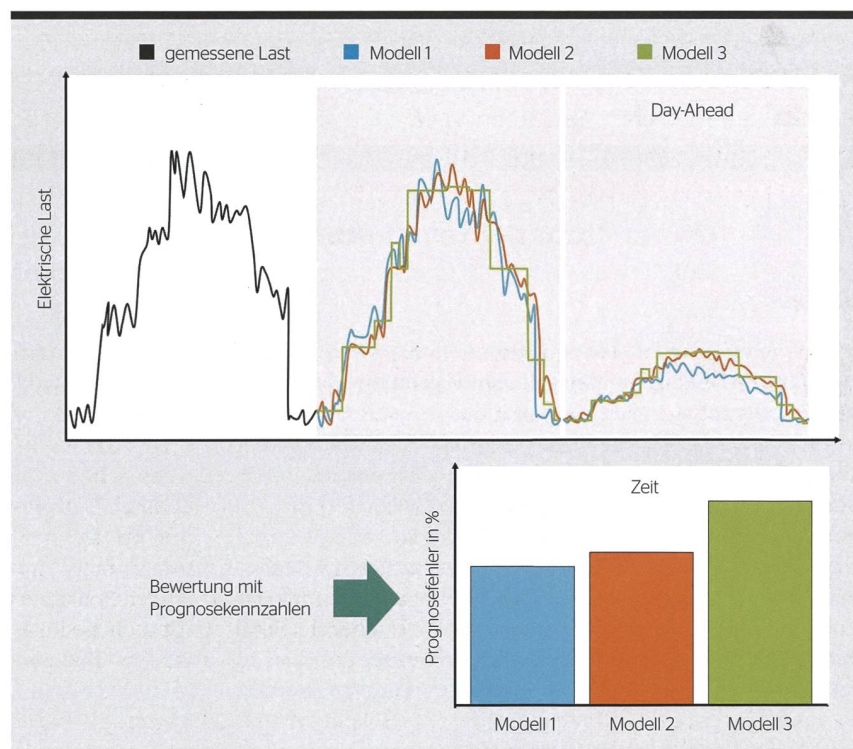 gemessene Last Modell 1 Modell 2 Modell 3
Day-Ahead
Elektrische Last
Zeit
Prognosefehler in %
Bewertung mit
Prognosekennzahlen
Modell 1 Modell 2 Modell 3